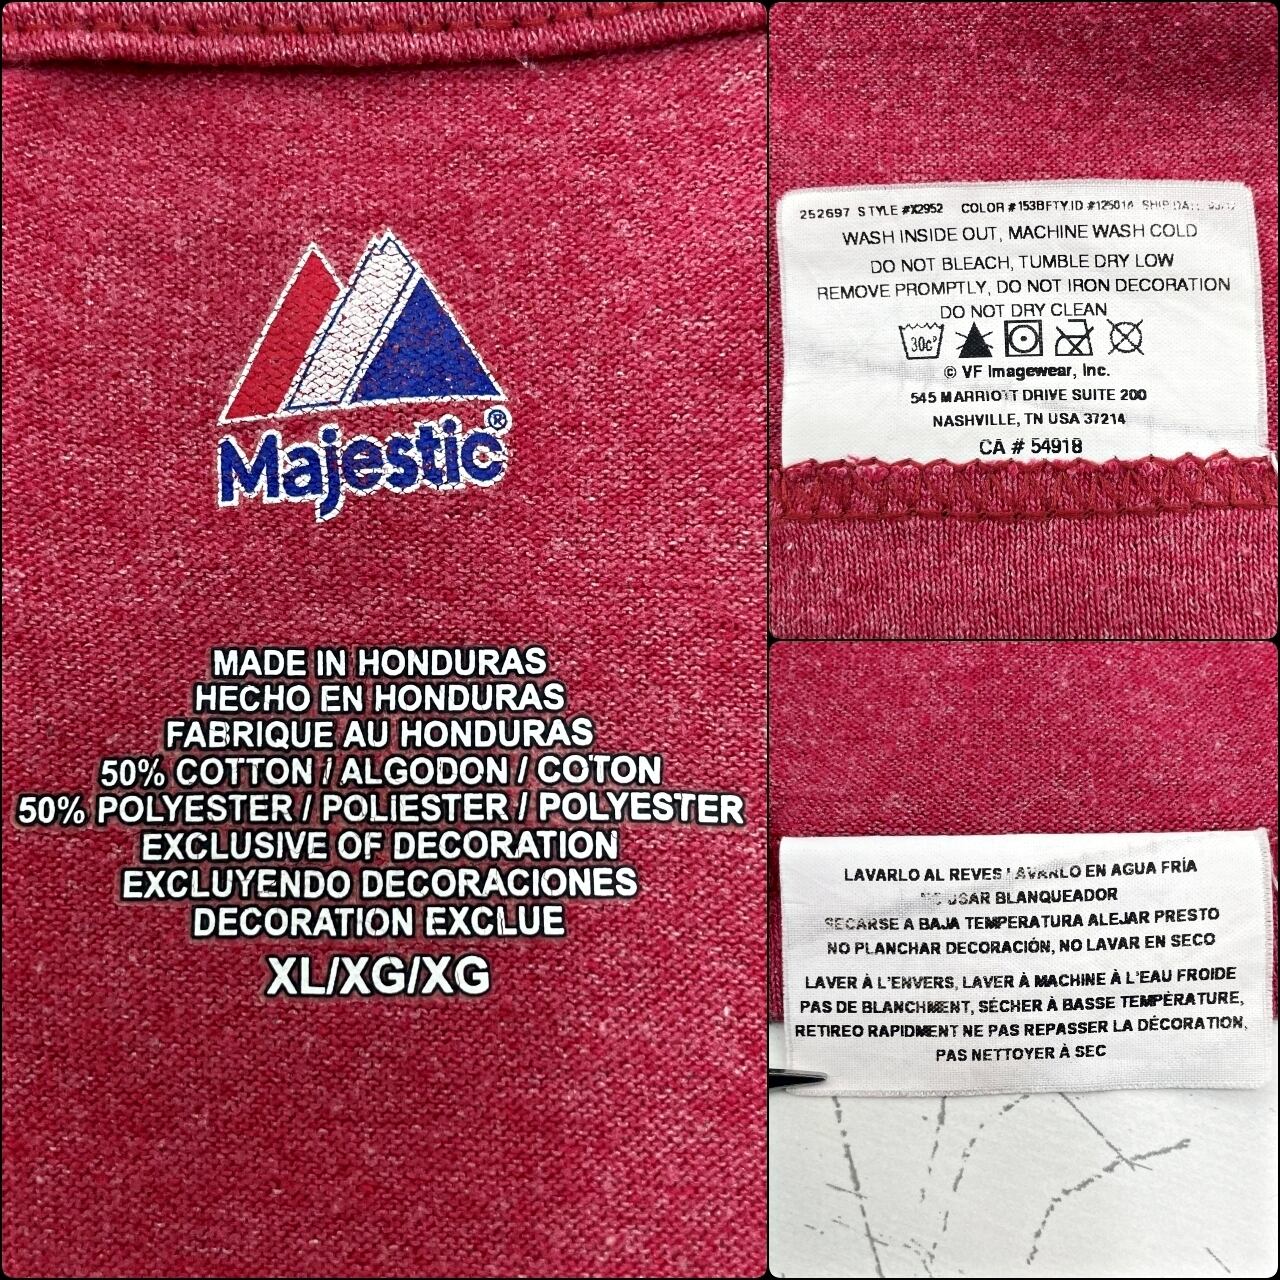 Majestic®
MADE IN HONDURAS
HECHO EN HONDURAS
FABRIQUE AU HONDURAS
50% COTTON / ALGODON / COTON
50% POLYESTER / POLIESTER / POLYESTER
EXCLUSIVE OF DECORATION
EXCLUYENDO DECORACIONES
DECORATION EXCLUE
XL/XG/XG
252697 STYLE #X2952 COLOR #153B FTY.ID SHIP
WASH INSIDE OUT, MACHINE WASH COLD
DO NOT BLEACH, TUMBLE DRY LOW
REMOVE PROMPTLY, DO NOT IRON DECORATION
DO NOT DRY CLEAN
30c°
© VF Imagewear, Inc.
545 MARRIOTT DRIVE SUITE 200
NASHVILLE, TN USA 37214
CA # 54918
LAVARLO AL REVES LAVARLO EN AGUA FRÍA
USAR BLANQUEADOR
SECARSE A BAJA TEMPERATURA ALEJAR PRESTO
NO PLANCHAR DECORACIÓN, NO LAVAR EN SECO
LAVER À L'ENVERS, LAVER À MACHINE À L'EAU FROIDE
PAS DE BLANCHMENT, SÉCHER À BASSE TEMPÉRATURE,
RETIREO RAPIDMENT NE PAS REPASSER LA DÉCORATION,
PAS NETTOYER À SEC